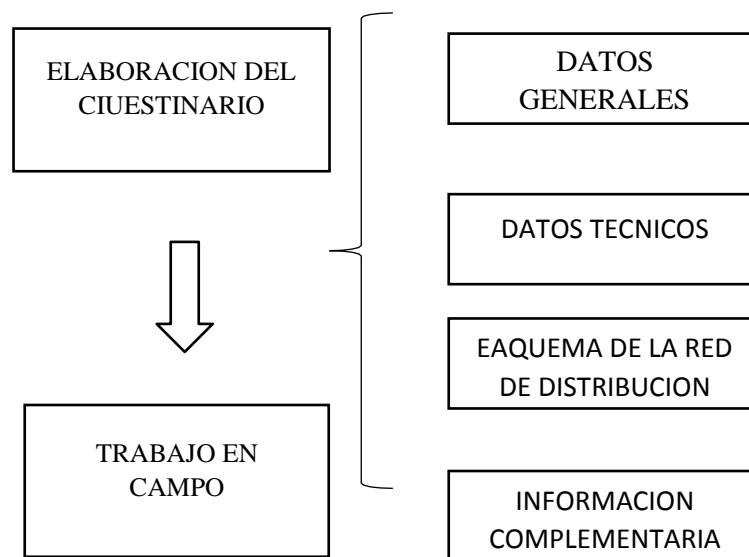 ELABORACION DEL
CIUESTINARIO
TRABAJO EN
CAMPO
DATOS
GENERALES
DATOS TECNICOS
EAQUEMA DE LA RED
DE DISTRIBUCION
INFORMACION
COMPLEMENTARIA